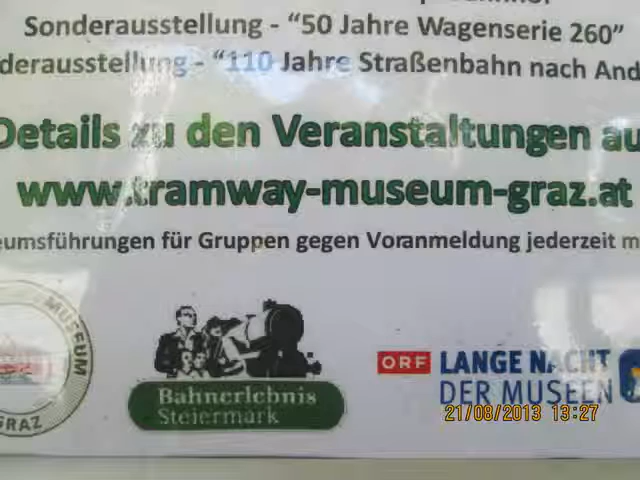 Sonderausstellung - “50 Jahre Wagenserie 260”
derausstellung - “110 Jahre Straßenbahn nach And
Details zu den Veranstaltungen au
www.tramway-museum-graz.at
eumsführungen für Gruppen gegen Voranmeldung jederzeit m
MUSEUM
GRAZ
Bahnerlebnis
Steiermark
ORF LANGE NACHT
DER MUSEEN
21/08/2013 13:27